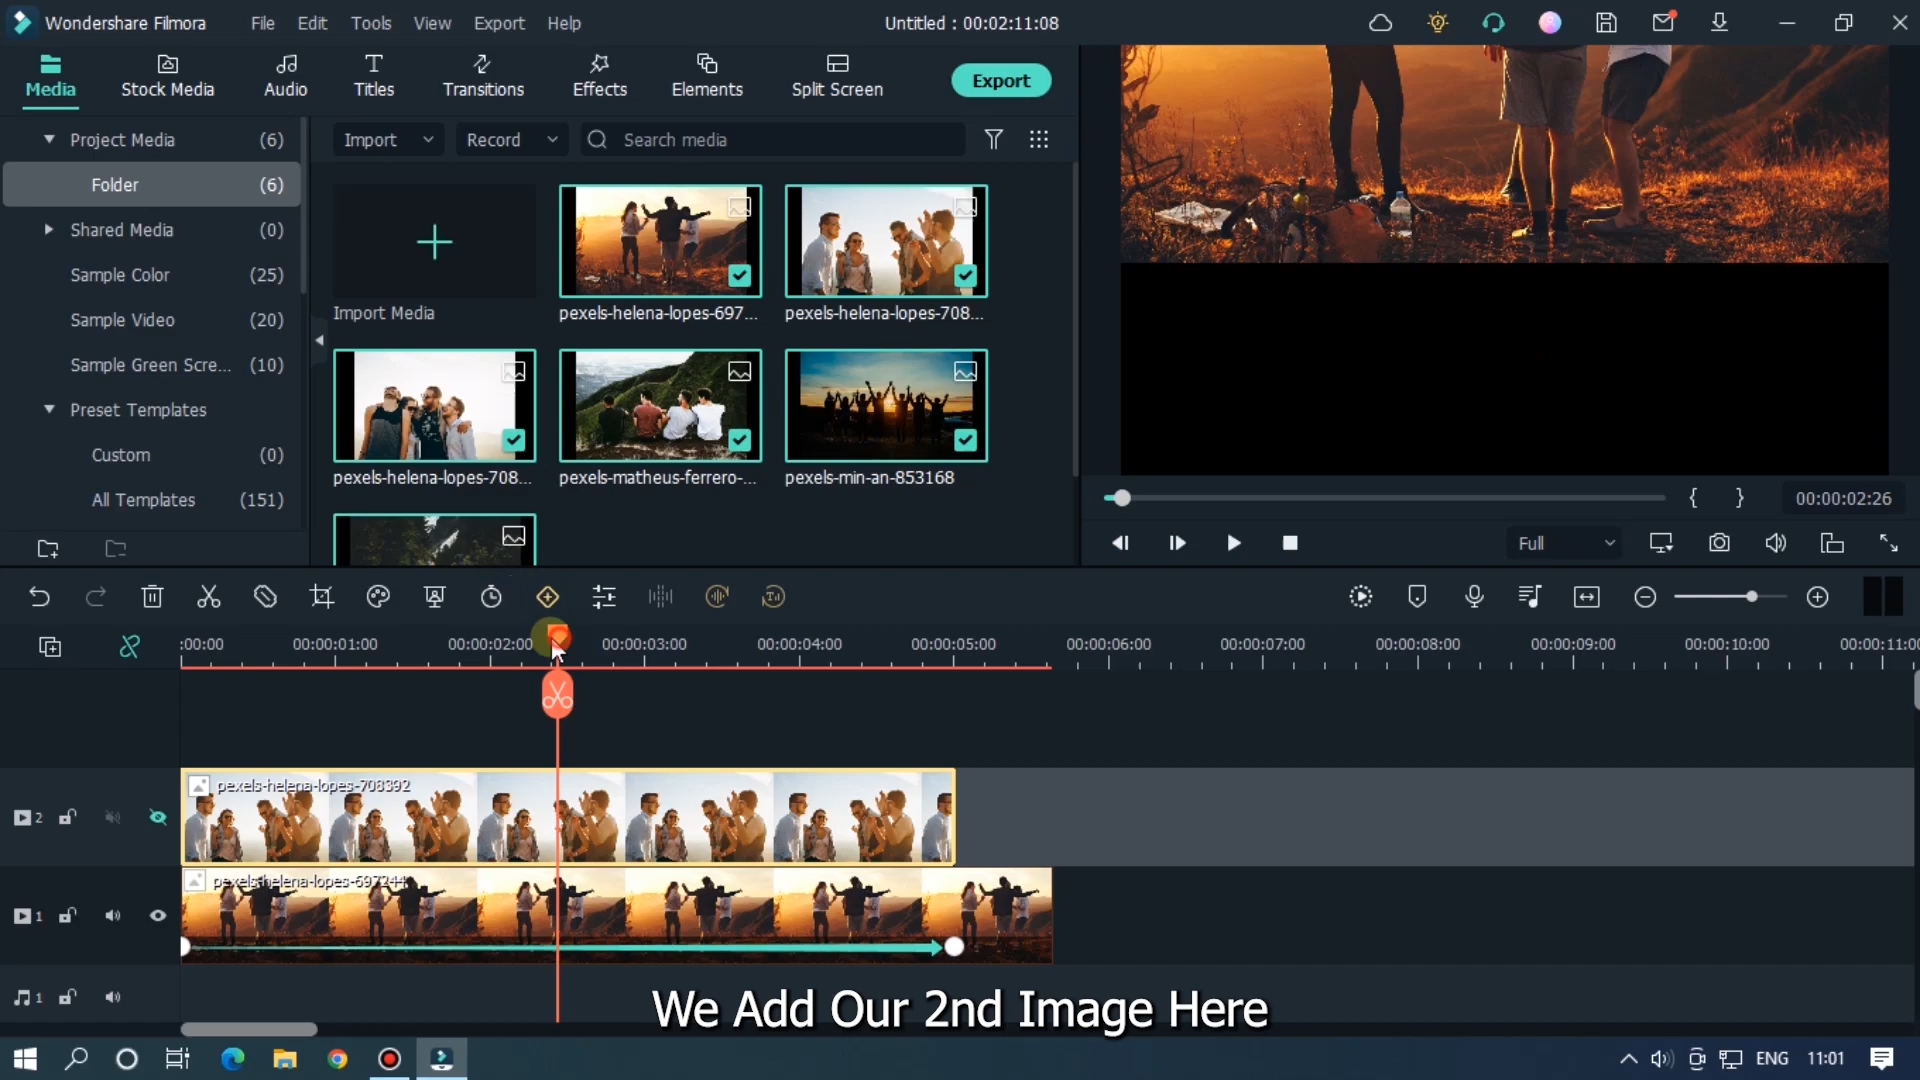 Wondershare Filmora
File Edit Tools View Export Help
Untitled : 00:02:11:08
Media Stock Media Audio Titles Transitions Effects Elements Split Screen
Export
Project Media (6)
Folder (6)
Shared Media (0)
Sample Color (25)
Sample Video (20)
Sample Green Scre... (10)
Preset Templates
Custom (0)
All Templates (151)
Import Record Search media
Import Media
pexels-helena-lopes-697...
pexels-helena-lopes-708...
pexels-helena-lopes-708...
pexels-matheus-ferrero-...
pexels-min-an-853168
{ } 00:00:02:26
Full
:00:00 00:00:01:00 00:00:02:00 00:00:03:00 00:00:04:00 00:00:05:00 00:00:06:00 00:00:07:00 00:00:08:00 00:00:09:00 00:00:10:00 00:00:11:00
2
pexels-helena-lopes-708392
1
pexels-helena-lopes-697244
1
We Add Our 2nd Image Here
ENG 11:01